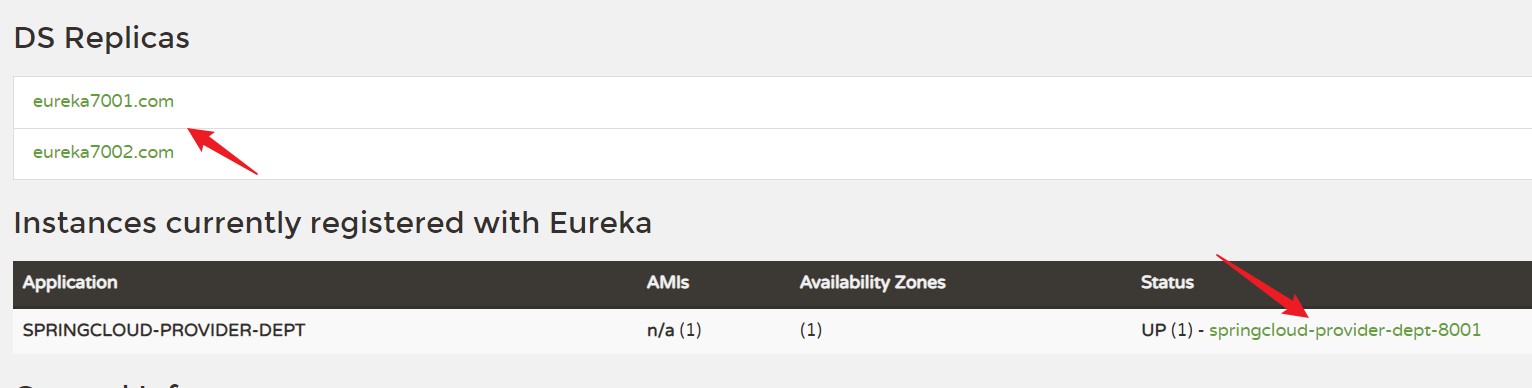 DS Replicas
eureka7001.com
eureka7002.com
Instances currently registered with Eureka
Application AMIs Availability Zones Status
SPRINGCLOUD-PROVIDER-DEPT n/a (1) (1) UP (1) - springcloud-provider-dept-8001